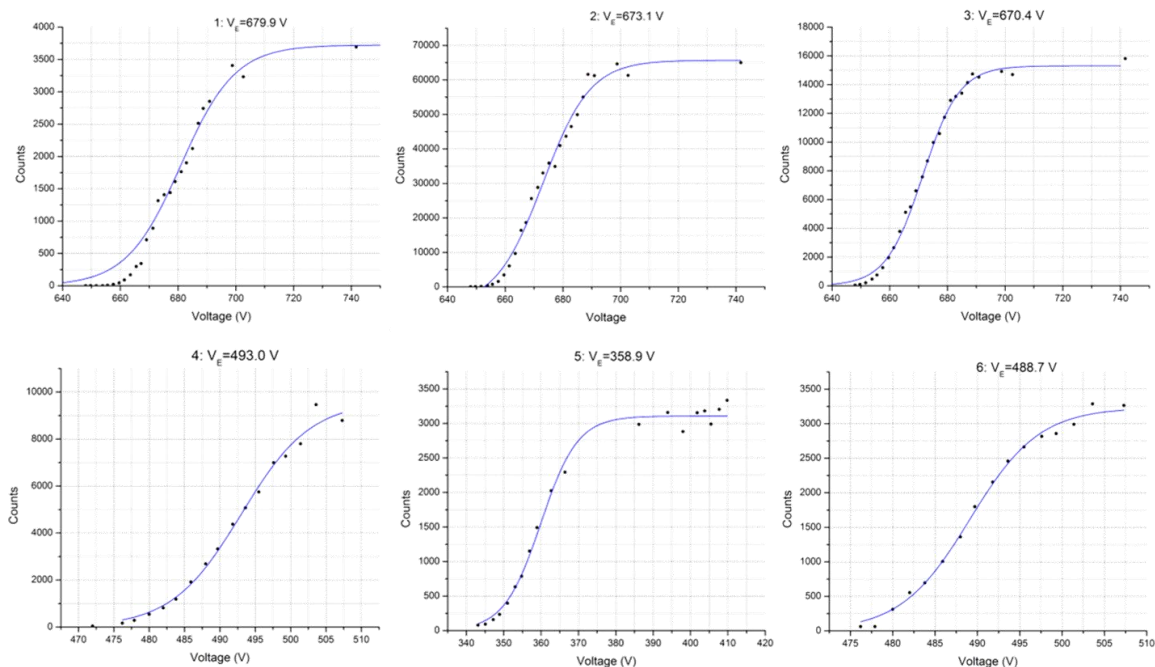 1: V_E=679.9 V
4000
3500
3000
2500
2000
1500
1000
500
0
Counts
640 660 680 700 720 740
Voltage (V)
2: V_E=673.1 V
70000
60000
50000
40000
30000
20000
10000
0
Counts
640 660 680 700 720 740
Voltage
3: V_E=670.4 V
18000
16000
14000
12000
10000
8000
6000
4000
2000
0
Counts
640 660 680 700 720 740
Voltage (V)
4: V_E=493.0 V
10000
8000
6000
4000
2000
0
Counts
470 475 480 485 490 495 500 505 510
Voltage (V)
5: V_E=358.9 V
3500
3000
2500
2000
1500
1000
500
0
Counts
340 350 360 370 380 390 400 410 420
Voltage (V)
6: V_E=488.7 V
3500
3000
2500
2000
1500
1000
500
0
Counts
475 480 485 490 495 500 505 510
Voltage (V)